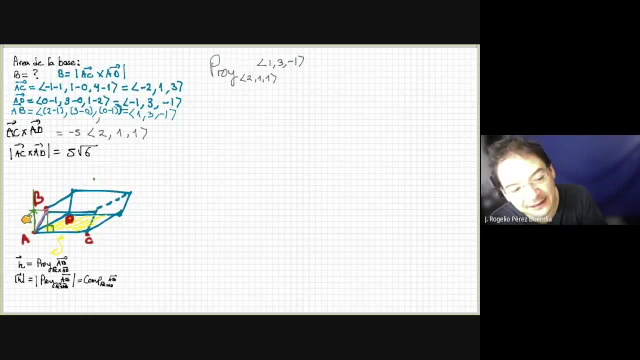 Area de la base:
B = ?   B = |AC × AD|
AC = <-1-1, 1-0, 4-1> = <-2, 1, 3>
AD = <0-1, 3-0, 1-2> = <-1, 3, -1>
AB = <(2-1), (3-0), (0-1)> = <1, 3, -1>
AC × AD = -5 <2, 1, 1>
|AC × AD| = 5√6
Proy <1, 3, -1>
<2, 1, 1>
B
D
A
C
h = Proy AB
|h| = |Proy AB| = Comp AB
J. Rogelio Pérez Buendía